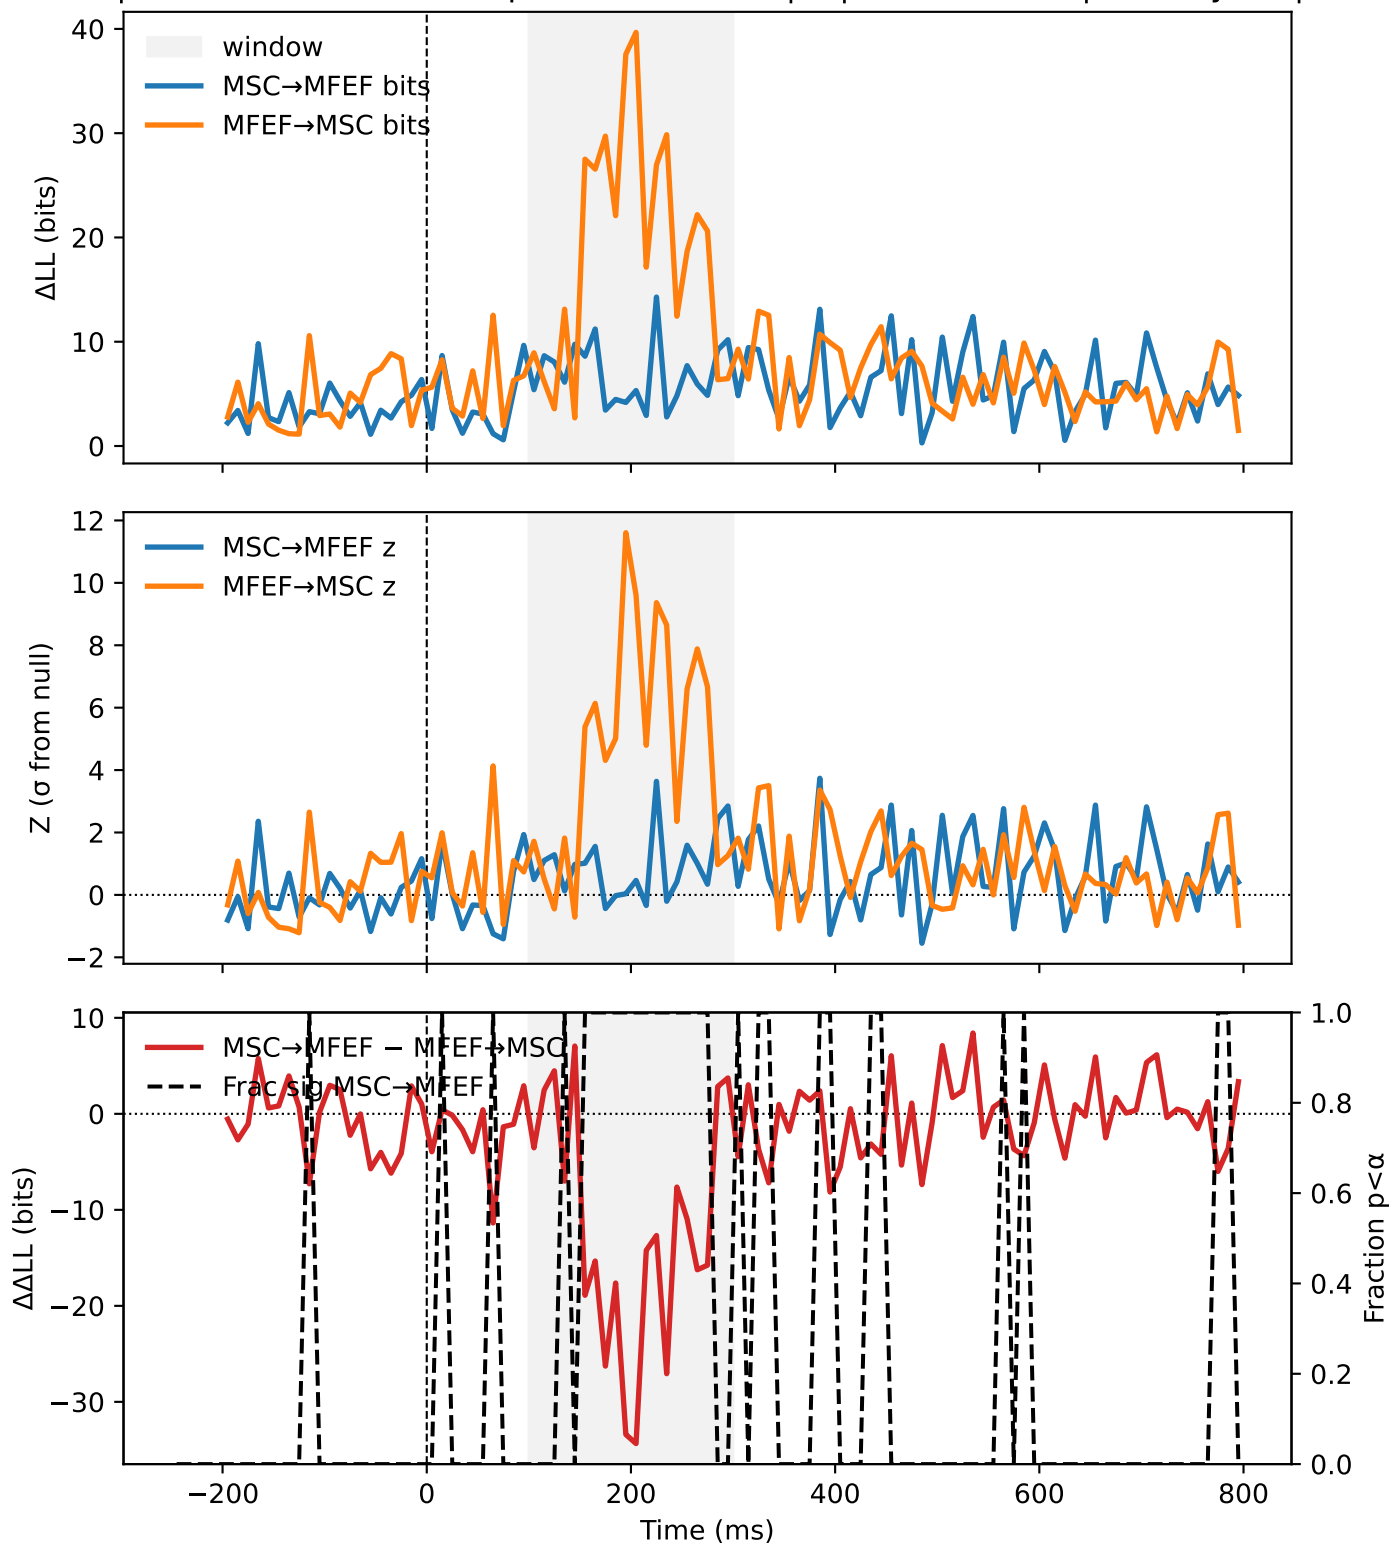 40
30
20
10
0
ΔLL (bits)
window
MSC→MFEF bits
MFEF→MSC bits
12
10
8
6
4
2
0
−2
Z (σ from null)
MSC→MFEF z
MFEF→MSC z
10
0
−10
−20
−30
ΔΔLL (bits)
MSC→MFEF − MFEF→MSC
Frac sig MSC→MFEF
1.0
0.8
0.6
0.4
0.2
0.0
Fraction p<α
−200
0
200
400
600
800
Time (ms)